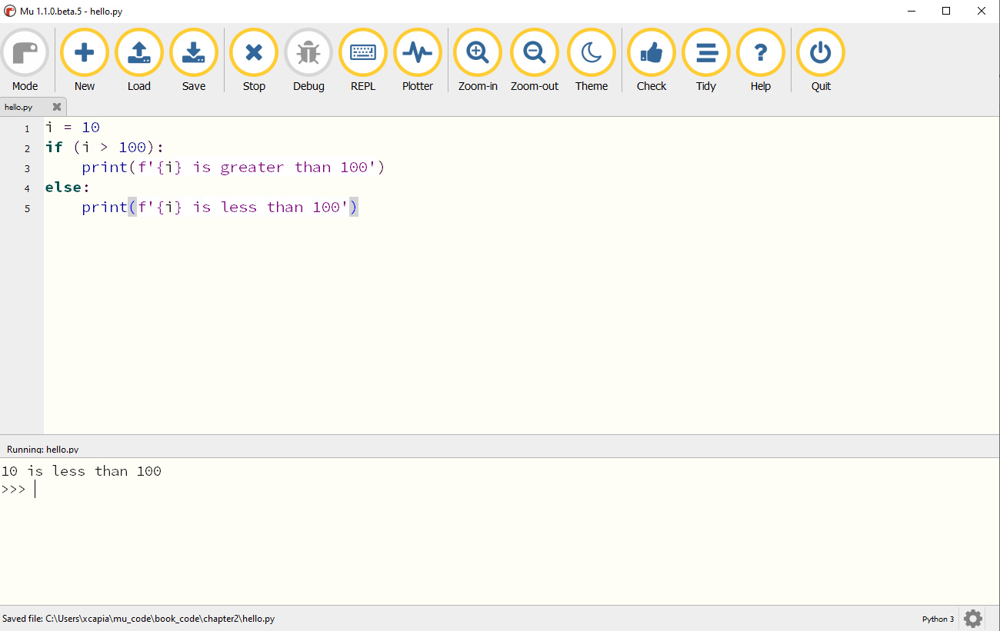 Mu 1.1.0.beta.5 - hello.py
Mode New Load Save Stop Debug REPL Plotter Zoom-in Zoom-out Theme Check Tidy Help Quit
hello.py
1 i = 10
2 if (i > 100):
3     print(f'{i} is greater than 100')
4 else:
5     print(f'{i} is less than 100')
Running: hello.py
10 is less than 100
>>>
Saved file: C:\Users\xcapia\mu_code\book_code\chapter2\hello.py Python 3